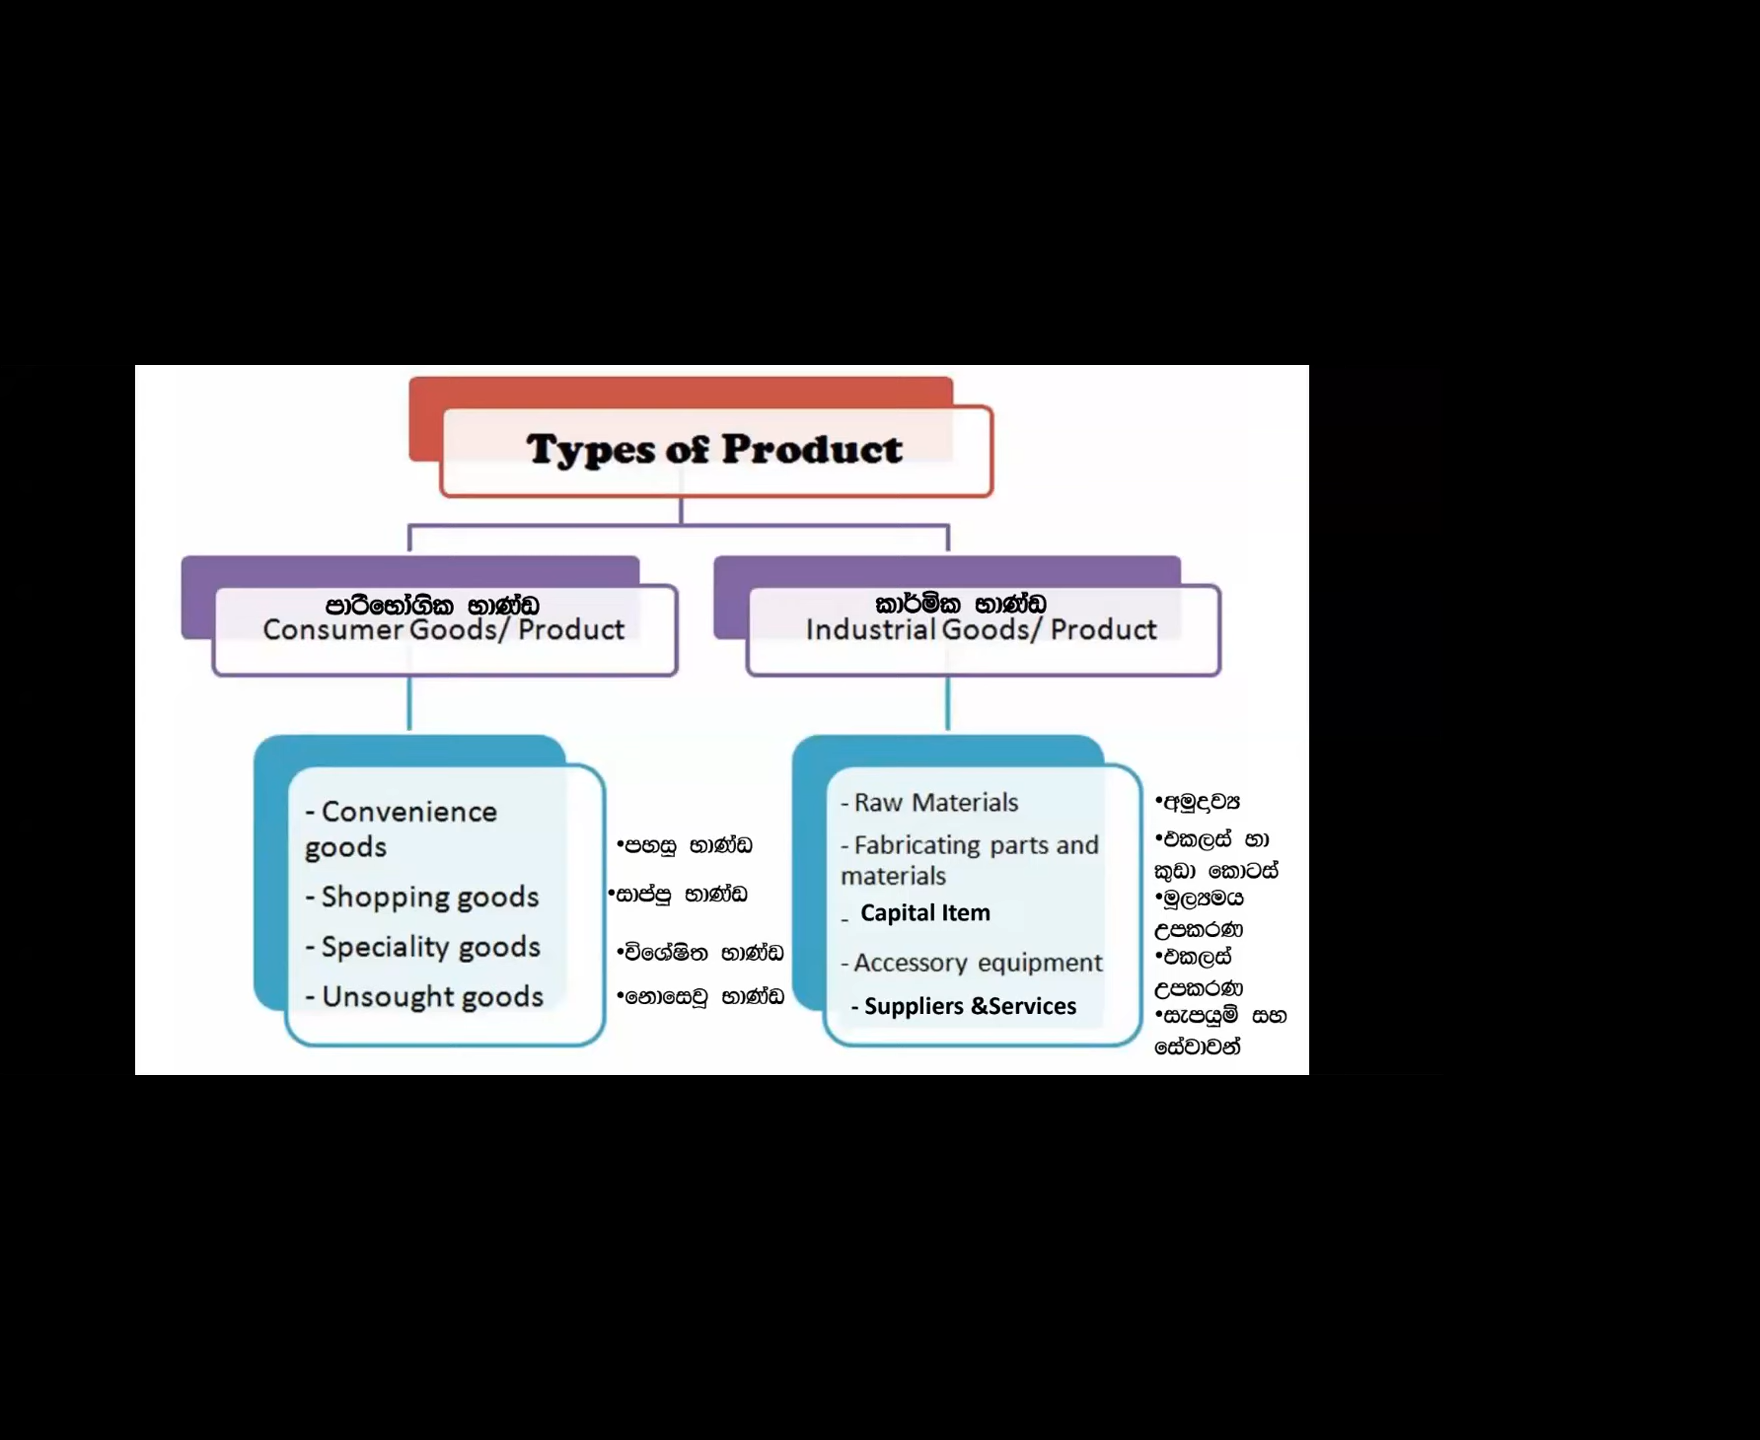 Types of Product
පාරිභෝගික භාණ්ඩ
Consumer Goods/ Product
කාර්මික භාණ්ඩ
Industrial Goods/ Product
- Convenience
goods
- Shopping goods
- Speciality goods
- Unsought goods
•පහසු භාණ්ඩ
•සාප්පු භාණ්ඩ
•විශේෂිත භාණ්ඩ
•නොසෙවූ භාණ්ඩ
- Raw Materials
- Fabricating parts and
materials
- Capital Item
- Accessory equipment
- Suppliers &Services
•අමුද්‍රව්‍ය
•එකලස් හා
කුඩා කොටස්
•මූල්‍යමය
උපකරණ
•එකලස්
උපකරණ
•සැපයුම් සහ
සේවාවන්